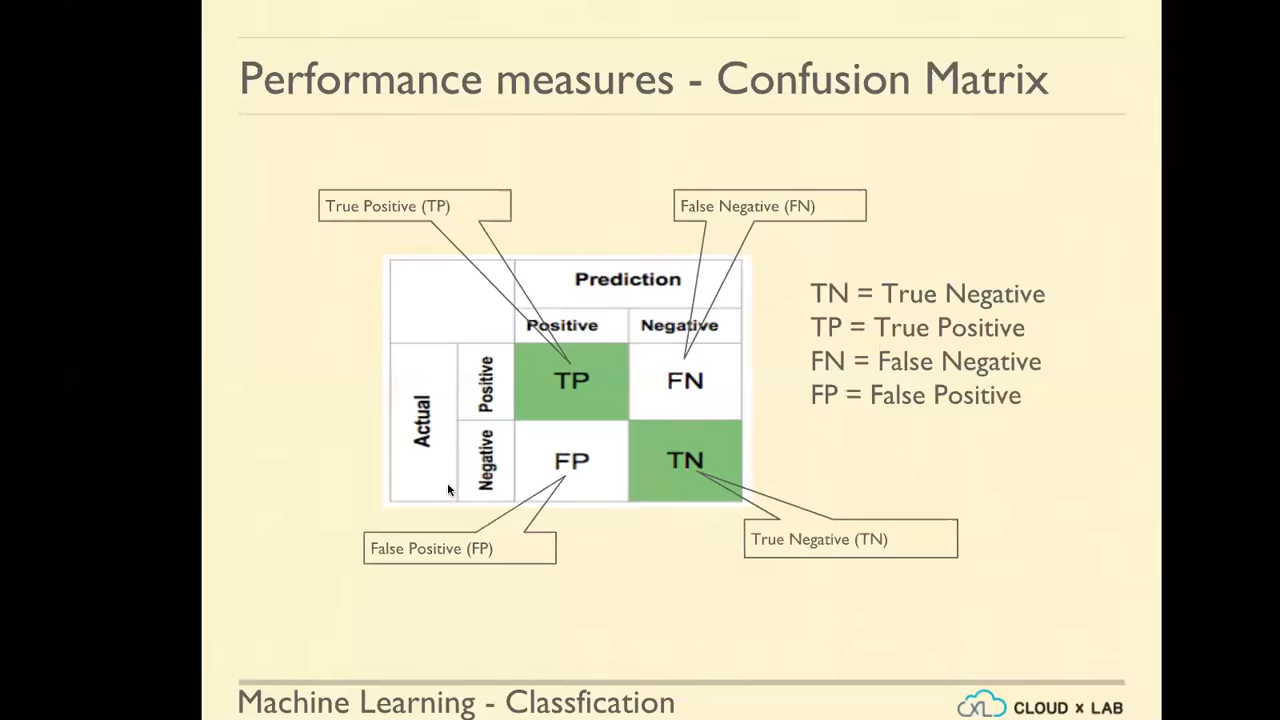 Performance measures - Confusion Matrix
True Positive (TP)
False Negative (FN)
Prediction
Positive
Negative
Actual
Positive
TP
FN
Negative
FP
TN
TN = True Negative
TP = True Positive
FN = False Negative
FP = False Positive
False Positive (FP)
True Negative (TN)
Machine Learning - Classfication
CLOUD X LAB